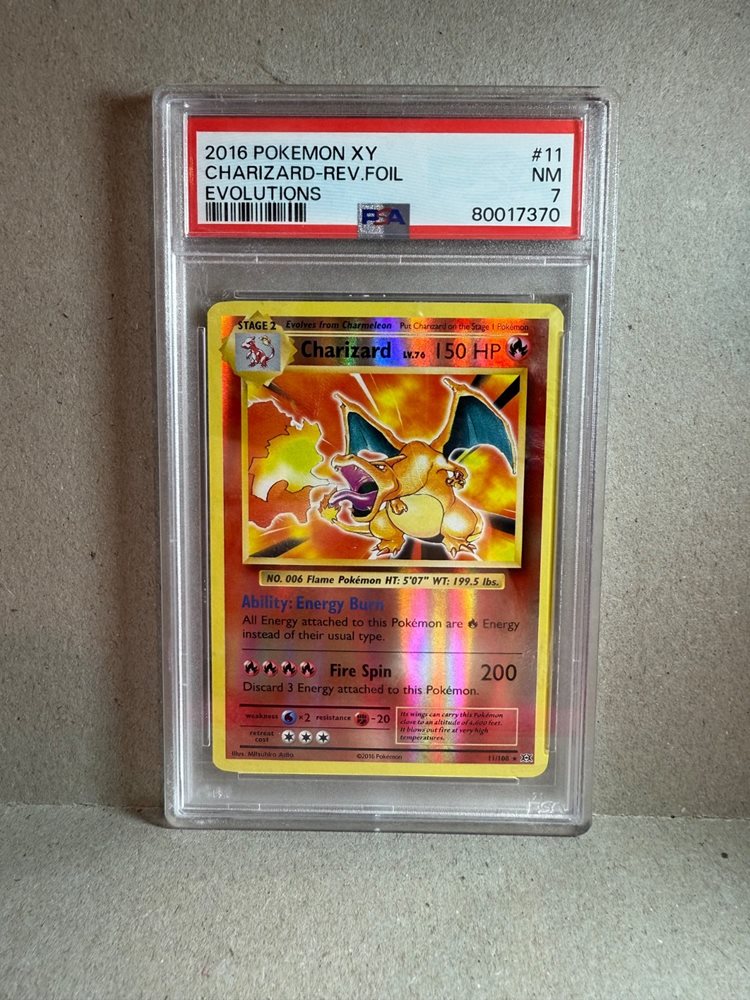 2016 POKEMON XY #11
CHARIZARD-REV.FOIL NM
EVOLUTIONS 7
PSA 80017370
STAGE 2 Evolves from Charmeleon Put Charizard on the Stage 1 Pokémon
Charizard LV.76 150 HP
NO. 006 Flame Pokémon HT: 5'07" WT: 199.5 lbs.
Ability: Energy Burn
All Energy attached to this Pokémon are Energy
instead of their usual type.
Fire Spin 200
Discard 3 Energy attached to this Pokémon.
weakness ×2 resistance -20
retreat
cost
Its wings can carry this Pokémon
close to an altitude of 4,600 feet.
It blows out fire at very high
temperatures.
Illus. Mitsuhiro Arita ©2016 Pokémon 11/108 ★